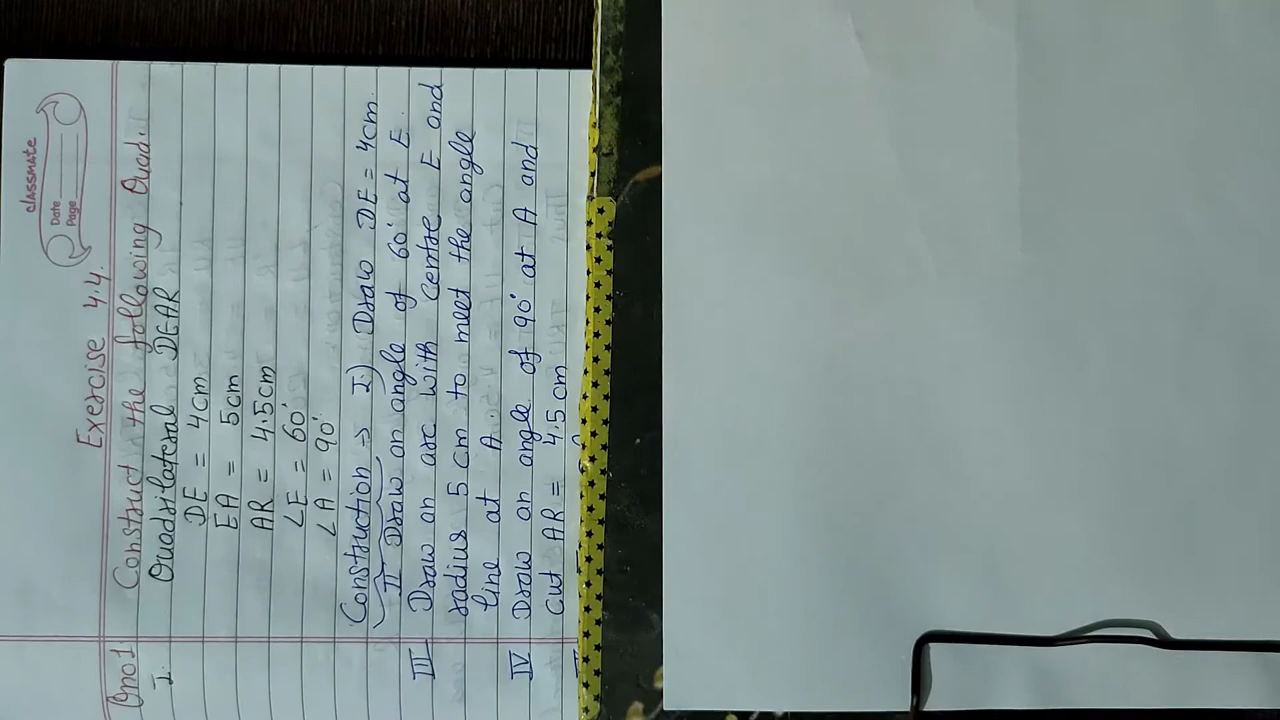 classmate
Date
Page
Exercise 4.4.
Qno1. Construct the following Quad.
I. Quadrilateral DEAR
DE = 4cm
EA = 5cm
AR = 4.5cm
∠E = 60°
∠A = 90°
Construction ⇒ I) Draw DE = 4cm.
II Draw an angle of 60° at E.
III Draw an arc with centre E and
radius 5 cm to meet the angle
line at A.
IV Draw an angle of 90° at A and
cut AR = 4.5 cm